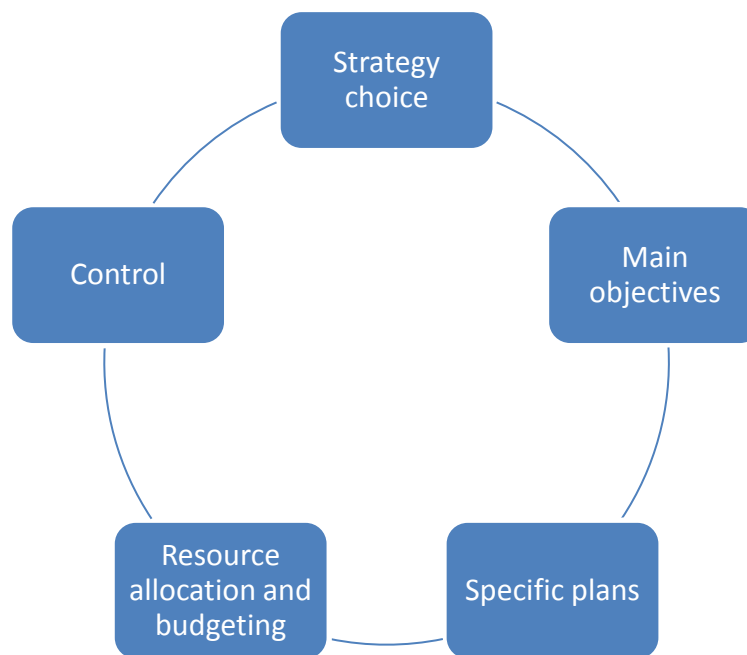 Strategy
choice
Main
objectives
Specific plans
Resource
allocation and
budgeting
Control